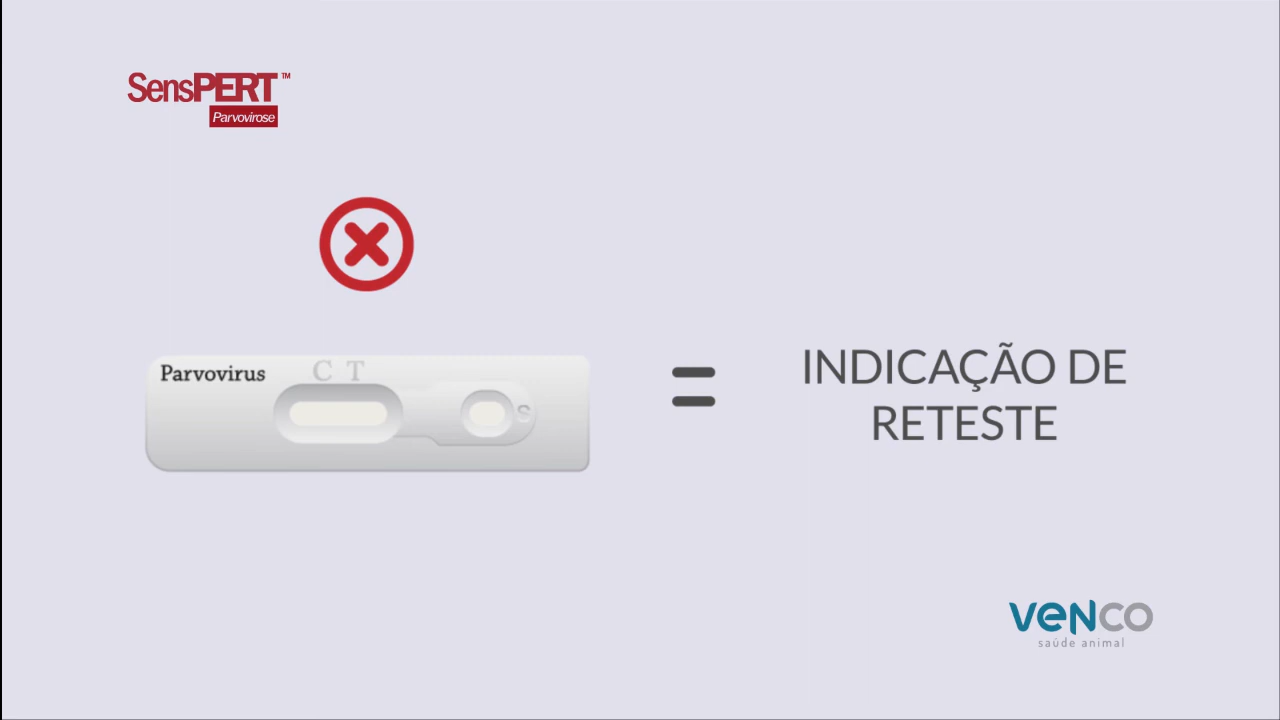 SensPERT™
Parvovirose
Parvovirus
C T
S
INDICAÇÃO DE
RETESTE
venco
saúde animal